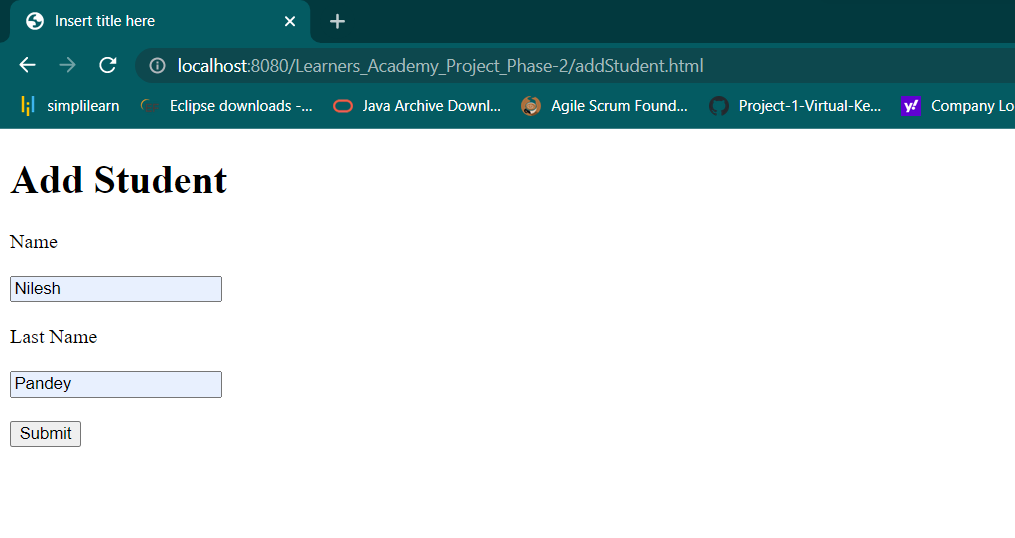 Insert title here
localhost:8080/Learners_Academy_Project_Phase-2/addStudent.html
simplilearn Eclipse downloads -... Java Archive Downl... Agile Scrum Found... Project-1-Virtual-Ke... y! Company Lo
Add Student
Name
Nilesh
Last Name
Pandey
Submit